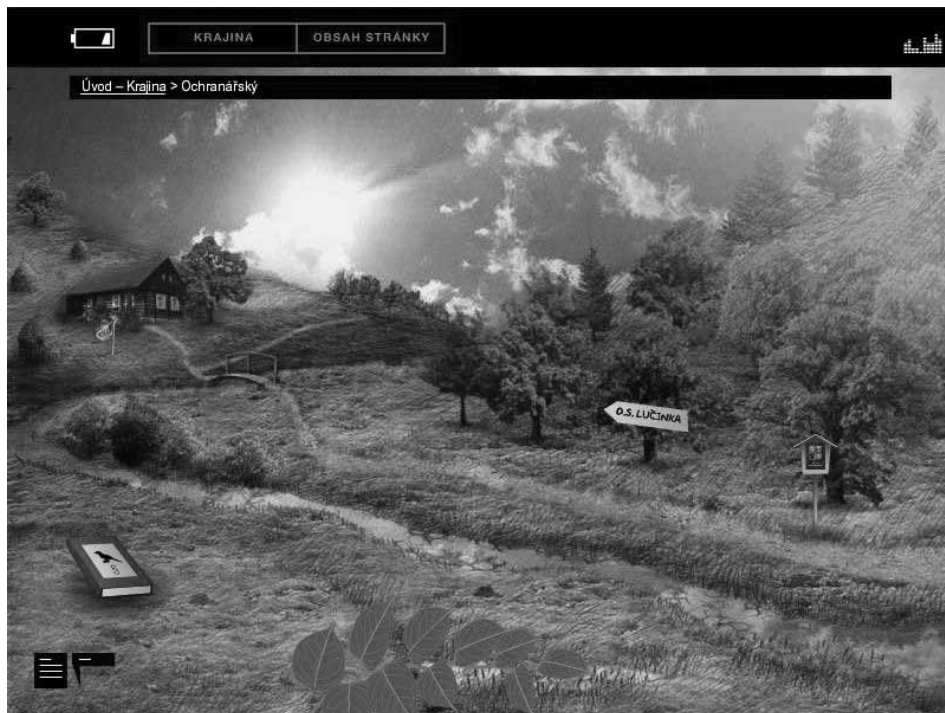 KRAJINA
OBSAH STRÁNKY
Úvod – Krajina > Ochranářský
O.S. LUČINKA